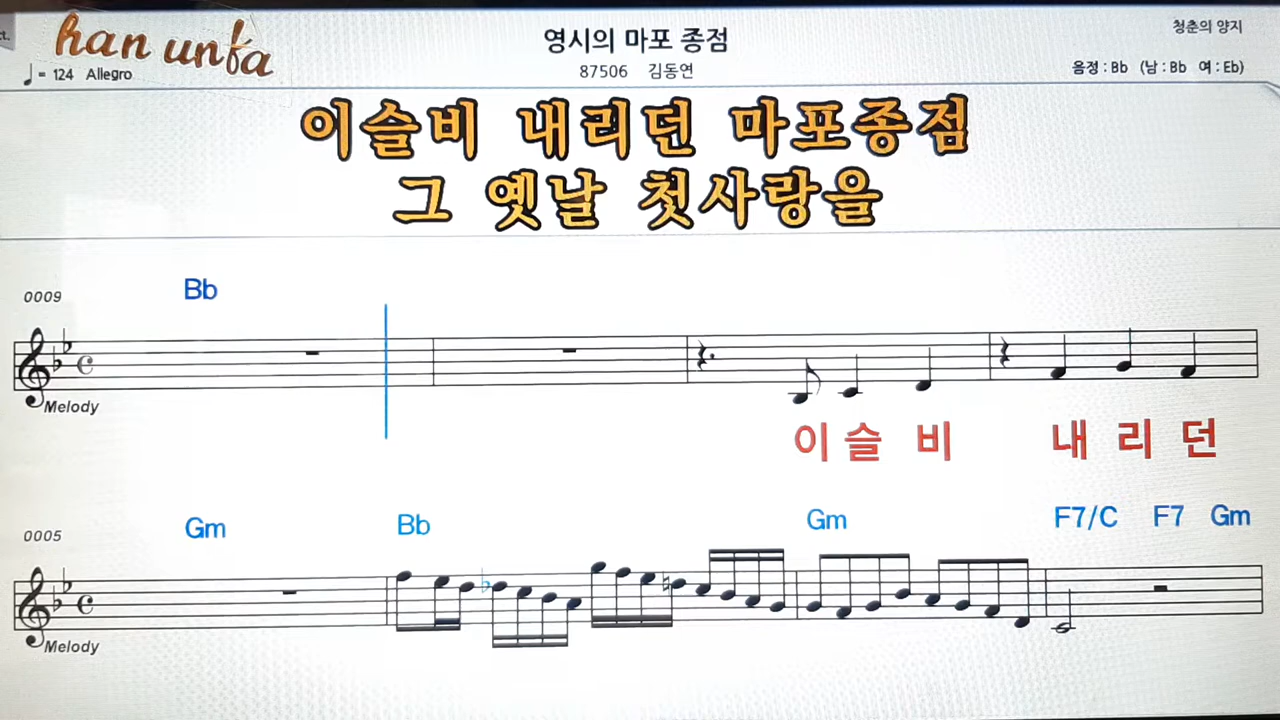 ct.
han unfa
영시의 마포 종점
청춘의 양지
♩= 124 Allegro
87506 김동연
음정 : Bb (남 : Bb 여 : Eb)
이슬비 내리던 마포종점
그 옛날 첫사랑을
0009
Bb
Melody
이 슬 비 내 리 던
0005
Gm Bb Gm F7/C F7 Gm
Melody